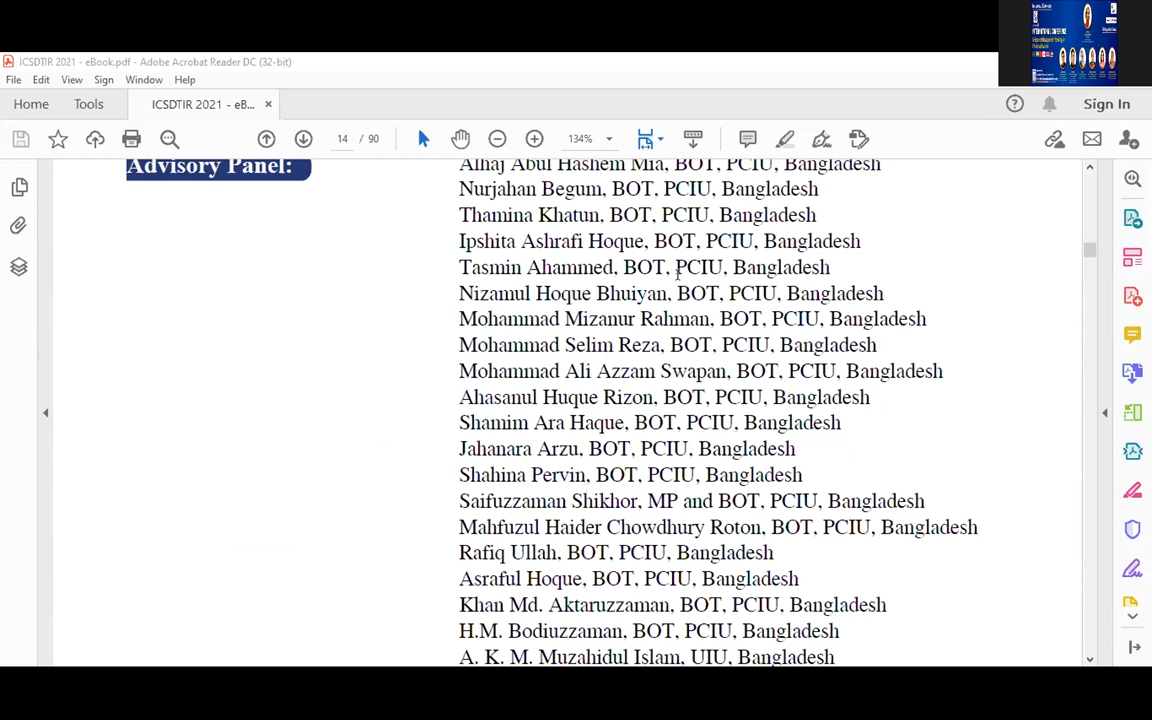 ICSDTIR 2021 - eBook.pdf - Adobe Acrobat Reader DC (32-bit)
File Edit View Sign Window Help
Home Tools ICSDTIR 2021 - eB... × Sign In
14 / 90 134%
Advisory Panel:
Alhaj Abul Hashem Mia, BOT, PCIU, Bangladesh
Nurjahan Begum, BOT, PCIU, Bangladesh
Thamina Khatun, BOT, PCIU, Bangladesh
Ipshita Ashrafi Hoque, BOT, PCIU, Bangladesh
Tasmin Ahammed, BOT, PCIU, Bangladesh
Nizamul Hoque Bhuiyan, BOT, PCIU, Bangladesh
Mohammad Mizanur Rahman, BOT, PCIU, Bangladesh
Mohammad Selim Reza, BOT, PCIU, Bangladesh
Mohammad Ali Azzam Swapan, BOT, PCIU, Bangladesh
Ahasanul Huque Rizon, BOT, PCIU, Bangladesh
Shamim Ara Haque, BOT, PCIU, Bangladesh
Jahanara Arzu, BOT, PCIU, Bangladesh
Shahina Pervin, BOT, PCIU, Bangladesh
Saifuzzaman Shikhor, MP and BOT, PCIU, Bangladesh
Mahfuzul Haider Chowdhury Roton, BOT, PCIU, Bangladesh
Rafiq Ullah, BOT, PCIU, Bangladesh
Asraful Hoque, BOT, PCIU, Bangladesh
Khan Md. Aktaruzzaman, BOT, PCIU, Bangladesh
H.M. Bodiuzzaman, BOT, PCIU, Bangladesh
A. K. M. Muzahidul Islam, UIU, Bangladesh